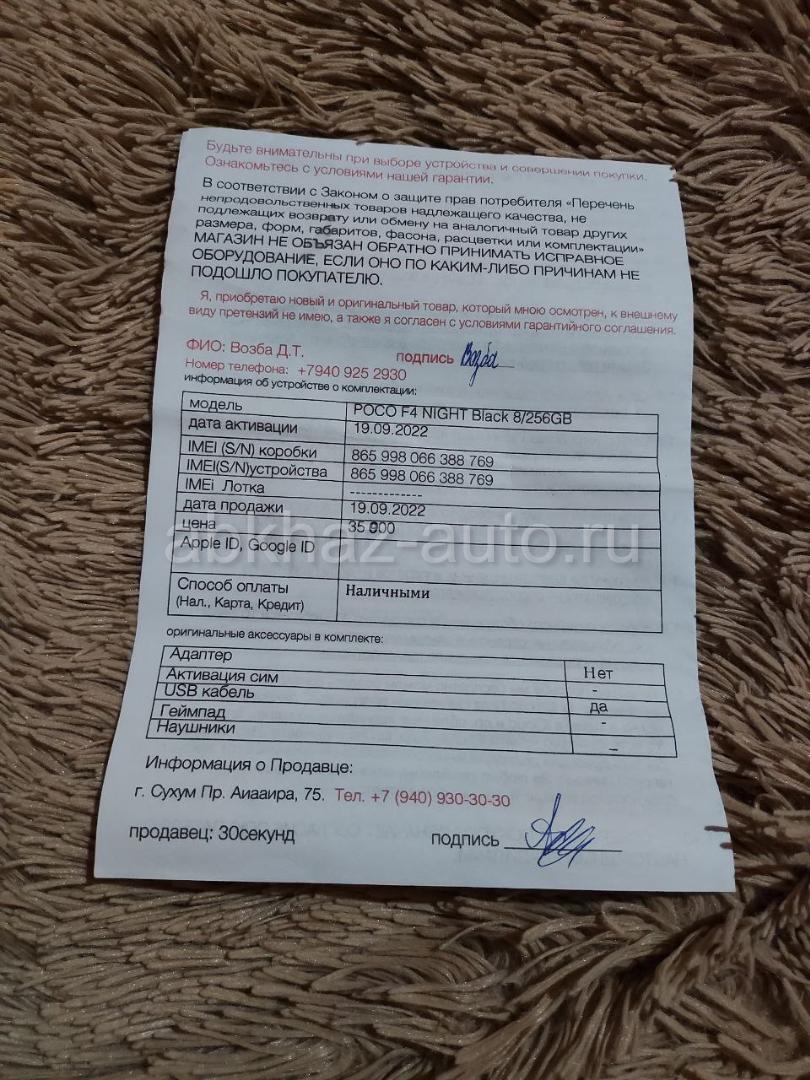 Будьте внимательны при выборе устройства и совершении покупки.
Ознакомьтесь с условиями нашей гарантии.
В соответствии с Законом о защите прав потребителя «Перечень
непродовольственных товаров надлежащего качества, не
подлежащих возврату или обмену на аналогичный товар других
размера, форм, габаритов, фасона, расцветки или комплектации»
МАГАЗИН НЕ ОБЪЯЗАН ОБРАТНО ПРИНИМАТЬ ИСПРАВНОЕ
ОБОРУДОВАНИЕ, ЕСЛИ ОНО ПО КАКИМ-ЛИБО ПРИЧИНАМ НЕ
ПОДОШЛО ПОКУПАТЕЛЮ.
Я, приобретаю новый и оригинальный товар, который мною осмотрен, к внешнему
виду претензий не имею, а также я согласен с условиями гарантийного соглашения.
ФИО: Возба Д.Т. подпись Возба
Номер телефона: +7940 925 2930
информация об устройстве о комплектации:
модель POCO F4 NIGHT Black 8/256GB
дата активации 19.09.2022
IMEI (S/N) коробки 865 998 066 388 769
IMEI(S/N)устройства 865 998 066 388 769
IMEi Лотка -------------
дата продажи 19.09.2022
цена 35 000
Apple ID, Google ID
abkhaz-auto.ru
Способ оплаты Наличными
(Нал., Карта, Кредит)
оригинальные аксессуары в комплекте:
Адаптер Нет
Активация сим -
USB кабель да
Геймпад -
Наушники –
Информация о Продавце:
г. Сухум Пр. Аиааира, 75. Тел. +7 (940) 930-30-30
продавец: 30секунд подпись